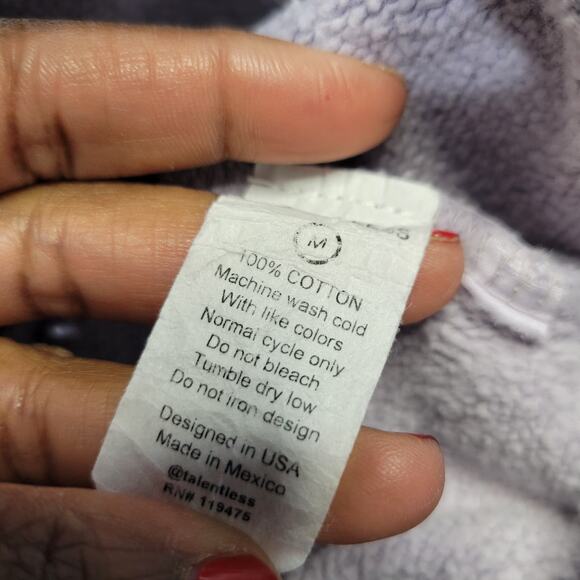 M
100% COTTON
Machine wash cold
With like colors
Normal cycle only
Do not bleach
Tumble dry low
Do not iron design
Designed in USA
Made in Mexico
@talentless
RN# 119475